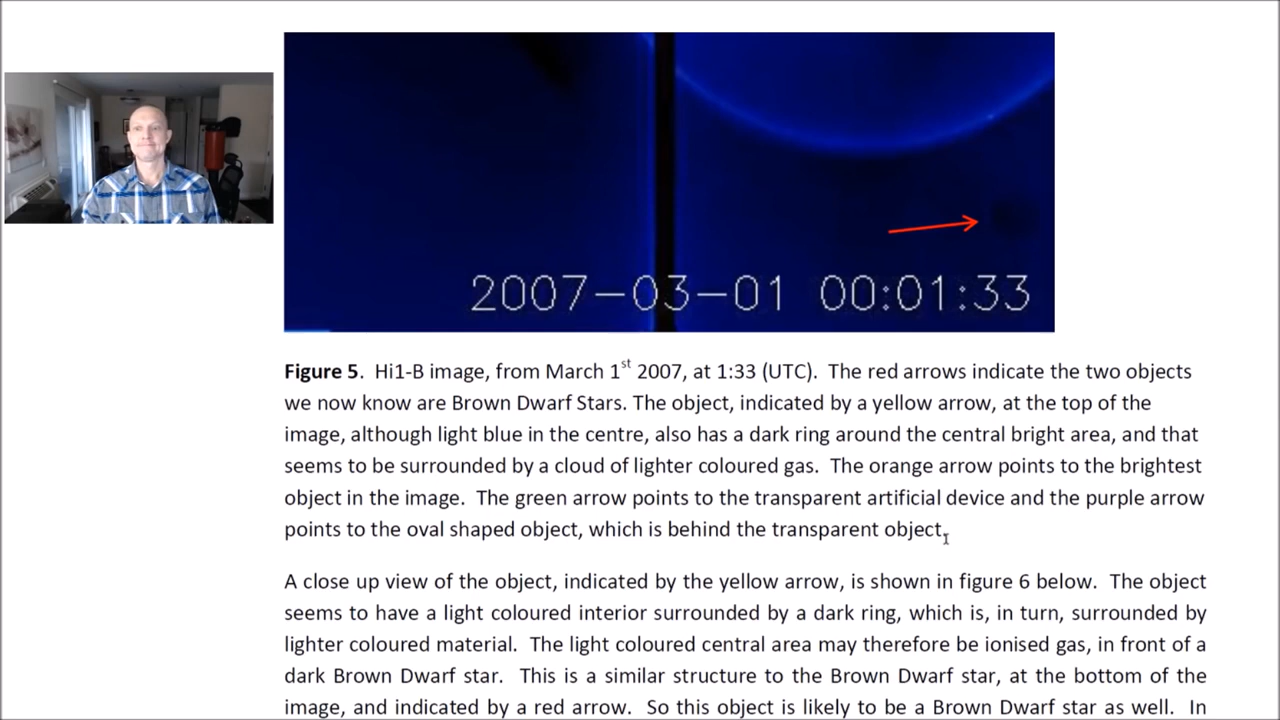 2007-03-01 00:01:33
Figure 5. Hi1-B image, from March 1st 2007, at 1:33 (UTC). The red arrows indicate the two objects
we now know are Brown Dwarf Stars. The object, indicated by a yellow arrow, at the top of the
image, although light blue in the centre, also has a dark ring around the central bright area, and that
seems to be surrounded by a cloud of lighter coloured gas. The orange arrow points to the brightest
object in the image. The green arrow points to the transparent artificial device and the purple arrow
points to the oval shaped object, which is behind the transparent object.
A close up view of the object, indicated by the yellow arrow, is shown in figure 6 below. The object
seems to have a light coloured interior surrounded by a dark ring, which is, in turn, surrounded by
lighter coloured material. The light coloured central area may therefore be ionised gas, in front of a
dark Brown Dwarf star. This is a similar structure to the Brown Dwarf star, at the bottom of the
image, and indicated by a red arrow. So this object is likely to be a Brown Dwarf star as well. In